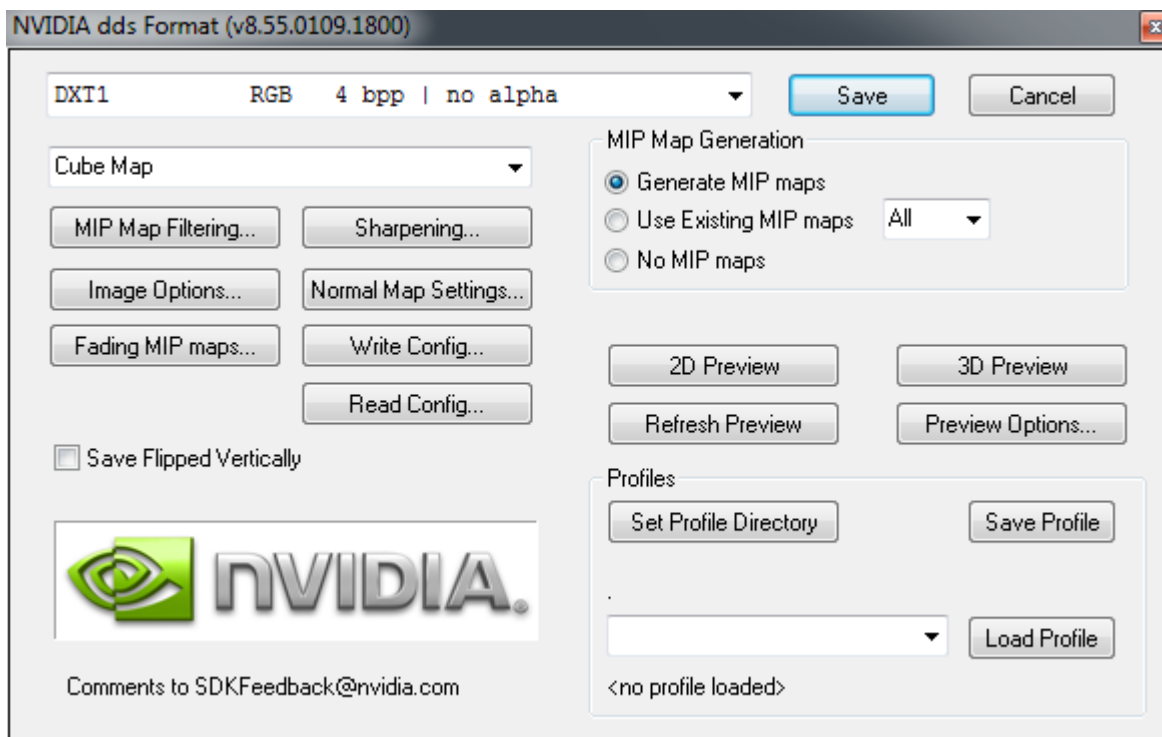 NVIDIA dds Format (v8.55.0109.1800)
DXT1 RGB 4 bpp | no alpha
Save
Cancel
Cube Map
MIP Map Filtering...
Sharpening...
Image Options...
Normal Map Settings...
Fading MIP maps...
Write Config...
Read Config...
Save Flipped Vertically
MIP Map Generation
Generate MIP maps
Use Existing MIP maps
All
No MIP maps
2D Preview
3D Preview
Refresh Preview
Preview Options...
Profiles
Set Profile Directory
Save Profile
.
Load Profile
<no profile loaded>
nVIDIA.
Comments to SDKFeedback@nvidia.com